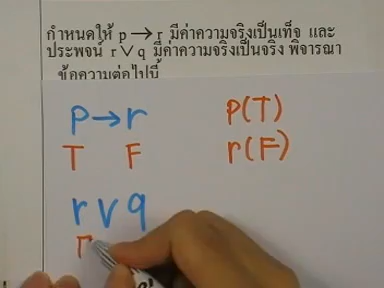 กำหนดให้ p → r มีค่าความจริงเป็นเท็จ และ
ประพจน์ r ∨ q มีค่าความจริงเป็นจริง พิจารณา
ข้อความต่อไปนี้
p → r p(T)
T F r(F)
r ∨ q